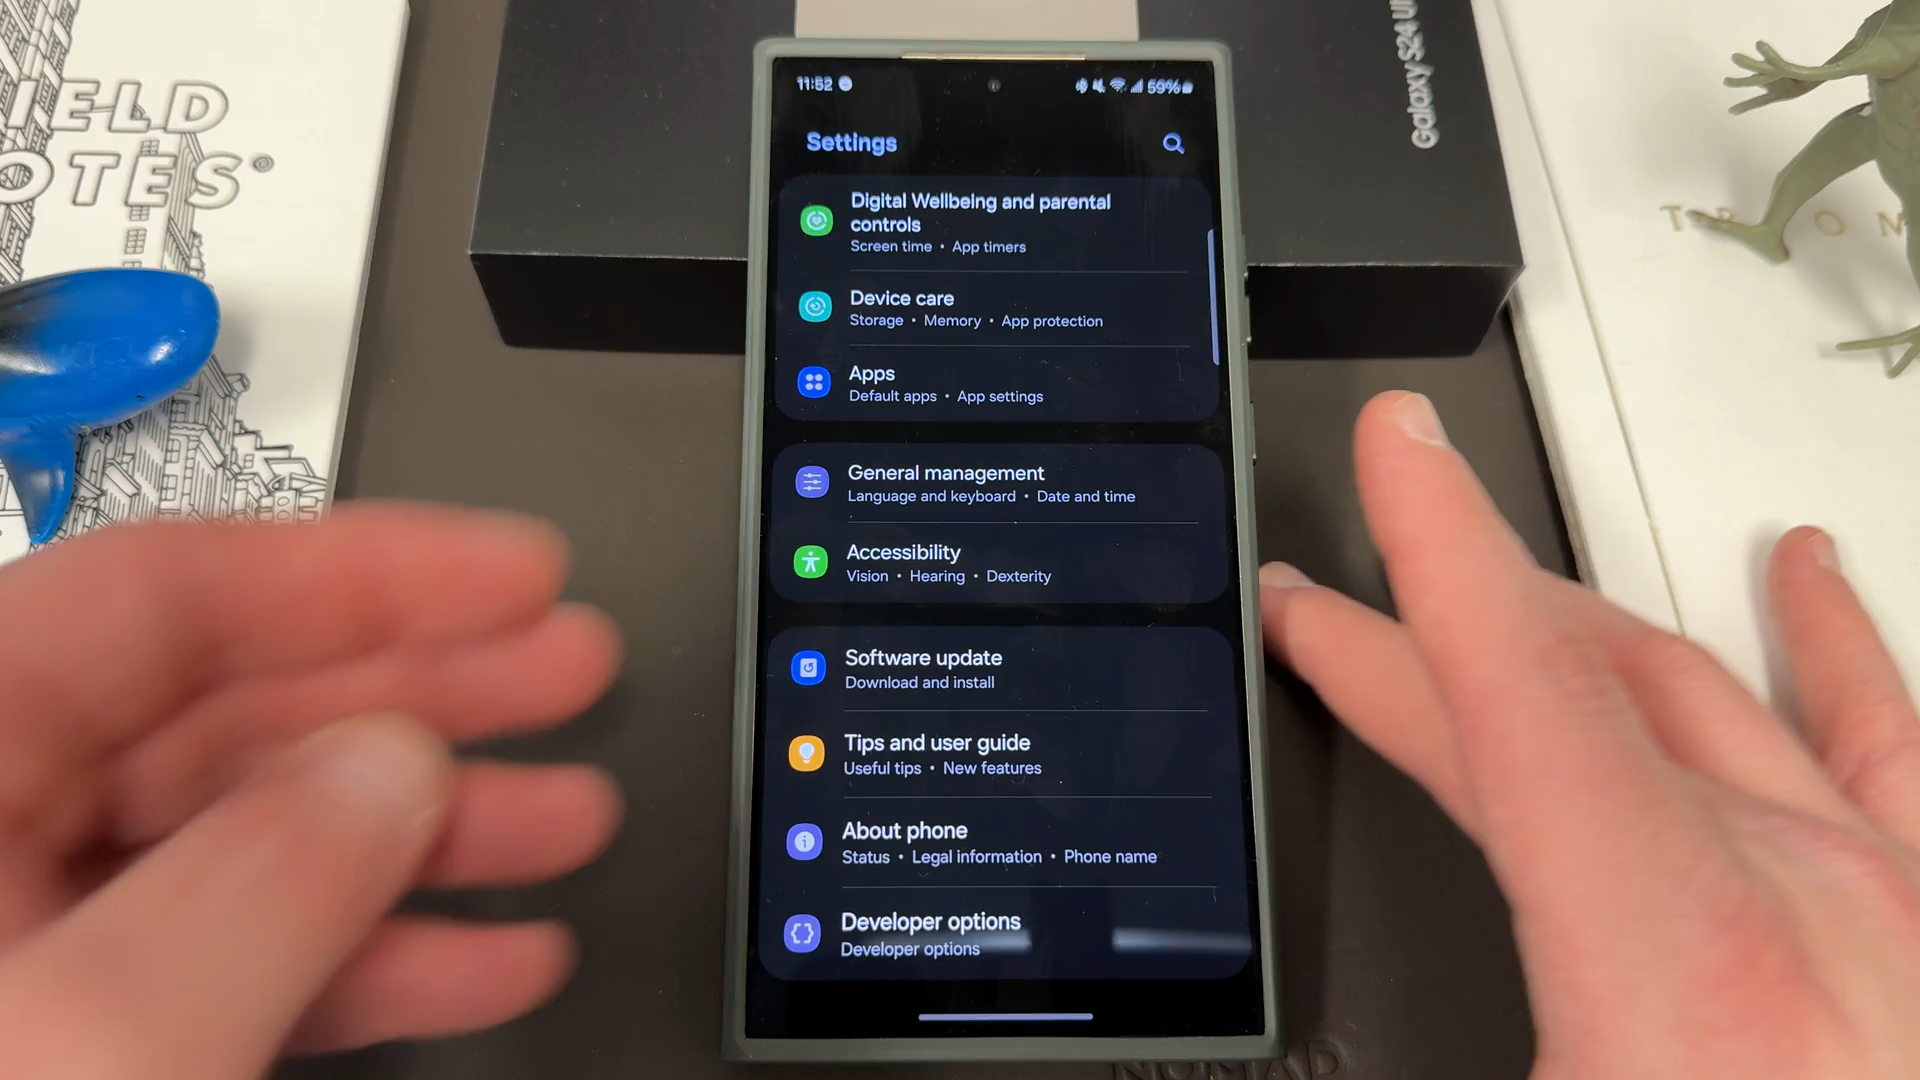 IELD
OTES®
Galaxy S24 Ul
11:52
59%
Settings
Digital Wellbeing and parental
controls
Screen time • App timers
Device care
Storage • Memory • App protection
Apps
Default apps • App settings
General management
Language and keyboard • Date and time
Accessibility
Vision • Hearing • Dexterity
Software update
Download and install
Tips and user guide
Useful tips • New features
About phone
Status • Legal information • Phone name
Developer options
Developer options
NOMAD